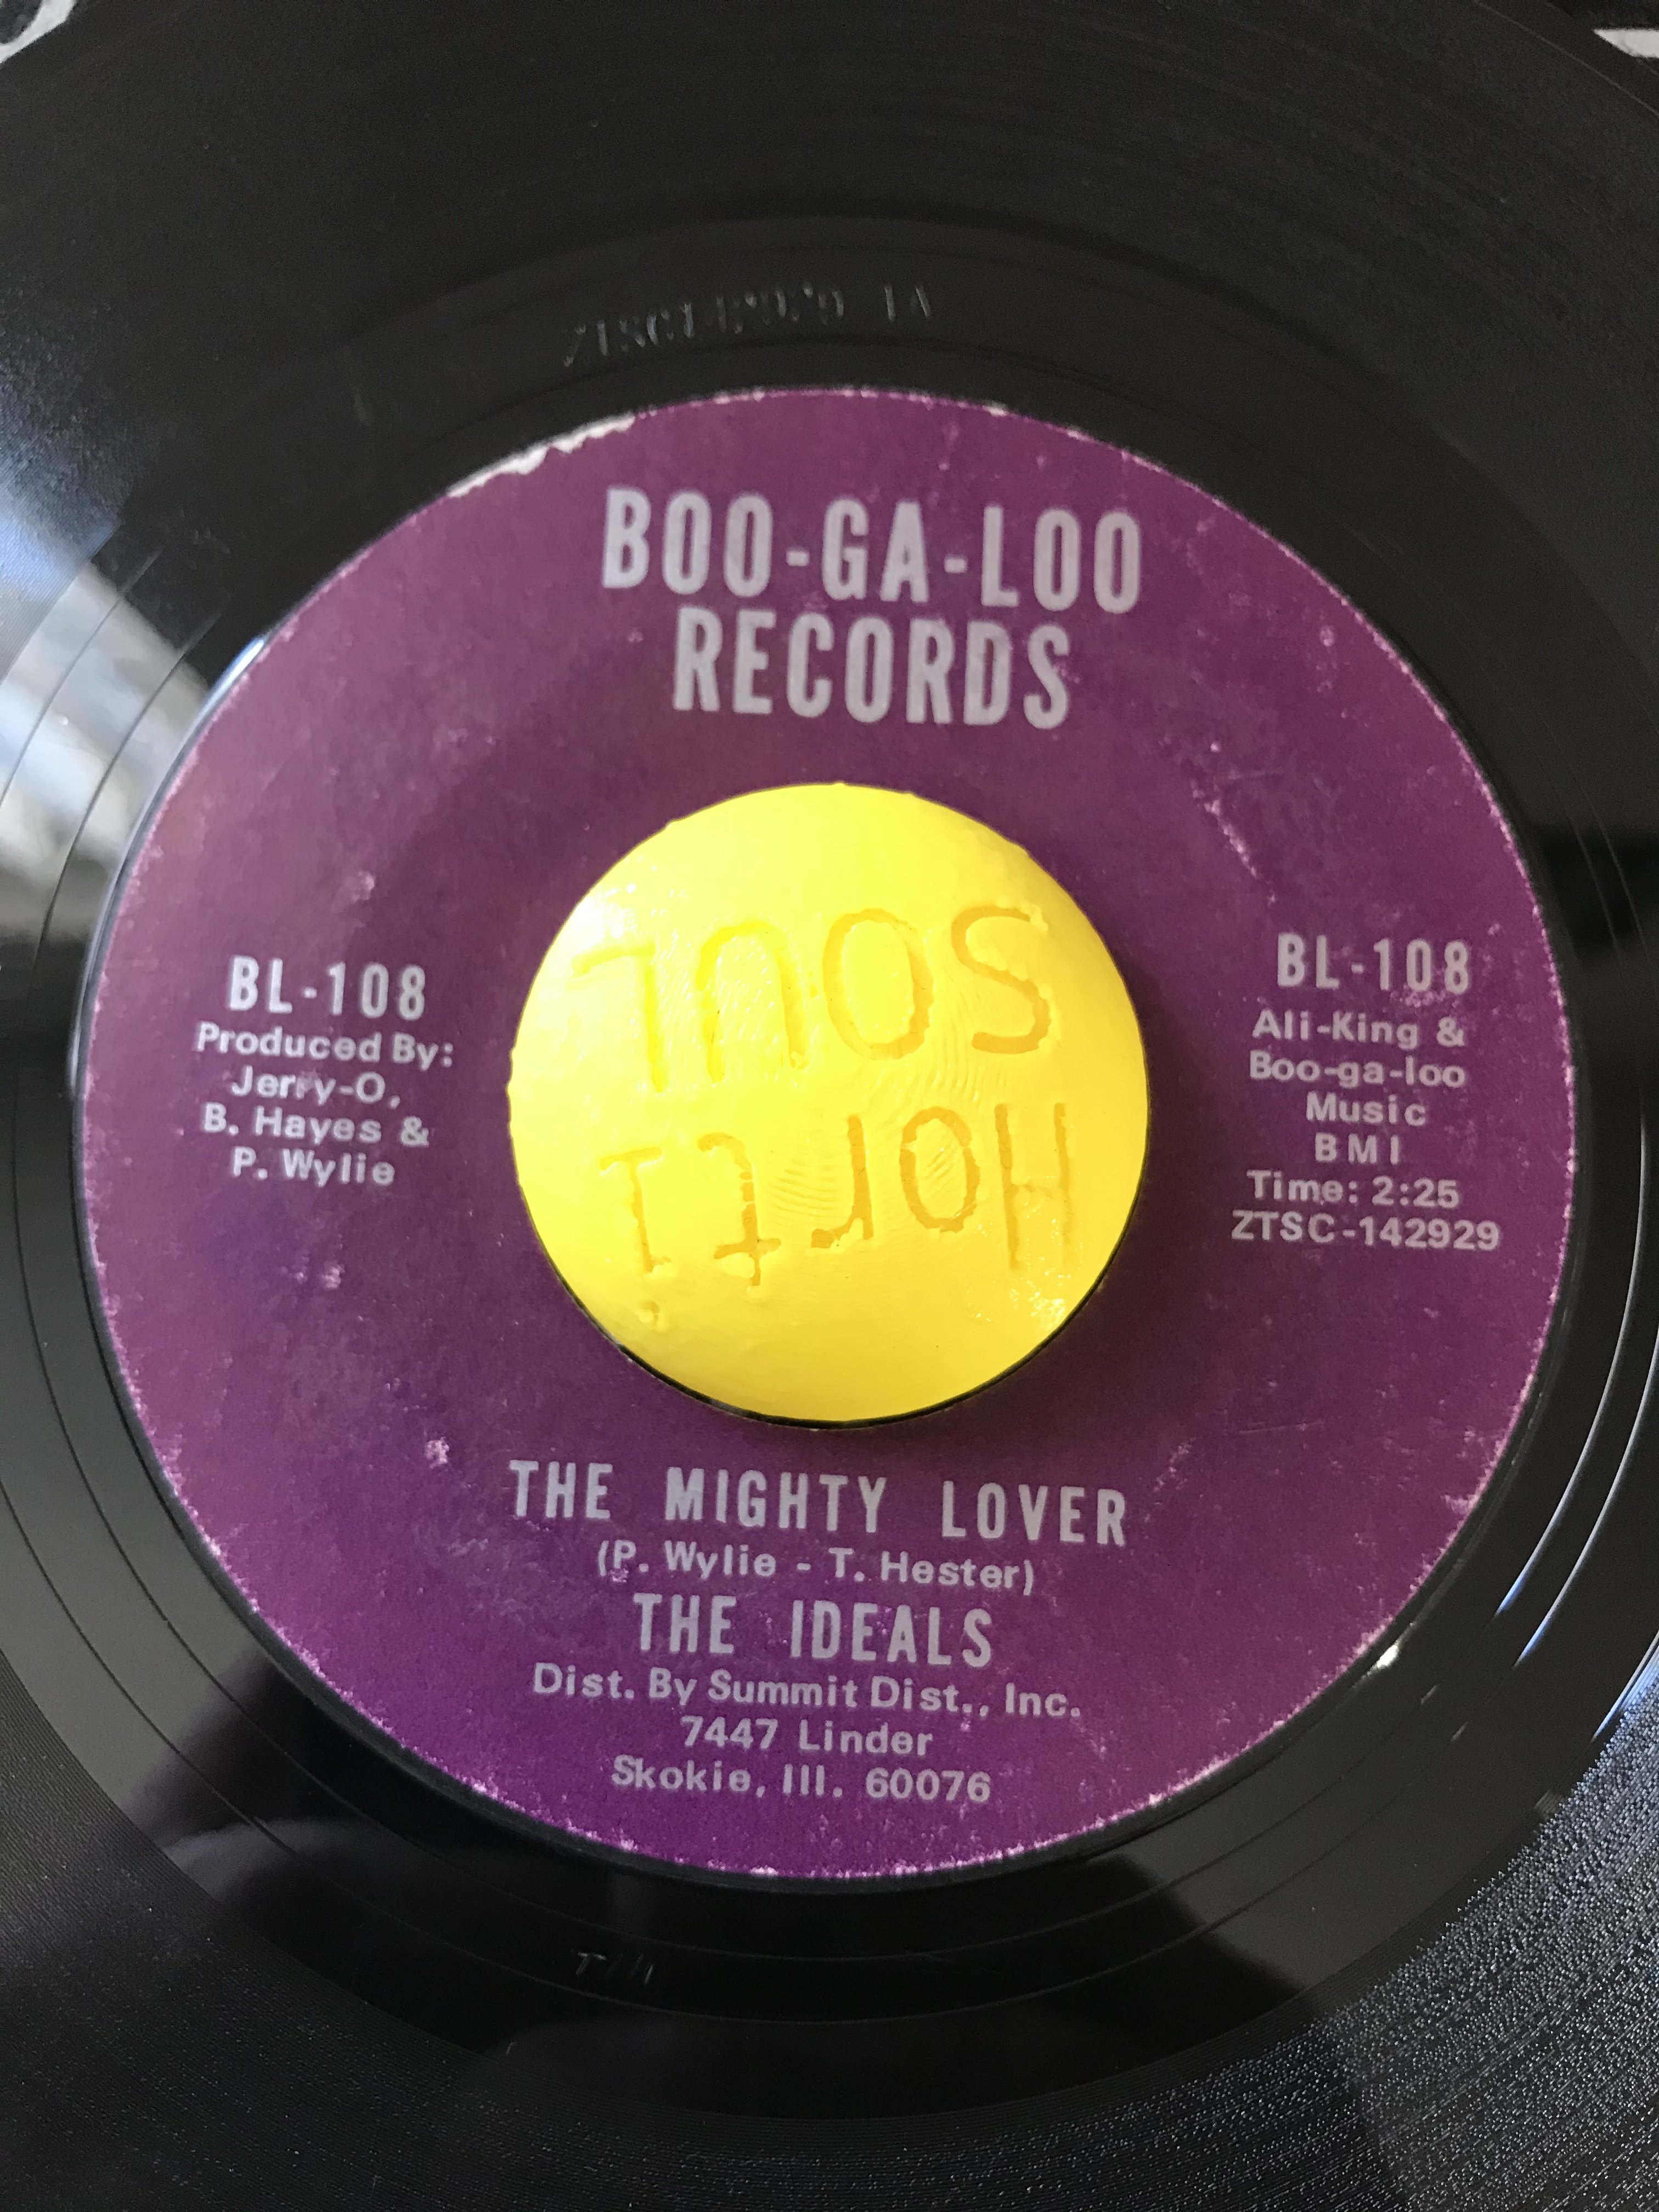 BOO-GA-LOO
RECORDS
BL-108
Produced By:
Jerry-O,
B. Hayes &
P. Wylie
SOUL
BL-108
Ali-King &
Boo-ga-loo
Music
BMI
Time: 2:25
ZTSC-142929
THE MIGHTY LOVER
(P. Wylie - T. Hester)
THE IDEALS
Dist. By Summit Dist., Inc.
7447 Linder
Skokie, Ill. 60076